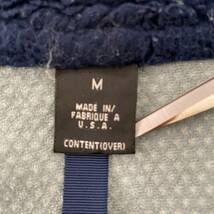 M
MADE IN/
FABRIQUE A
U.S.A.
CONTENT(OVER)